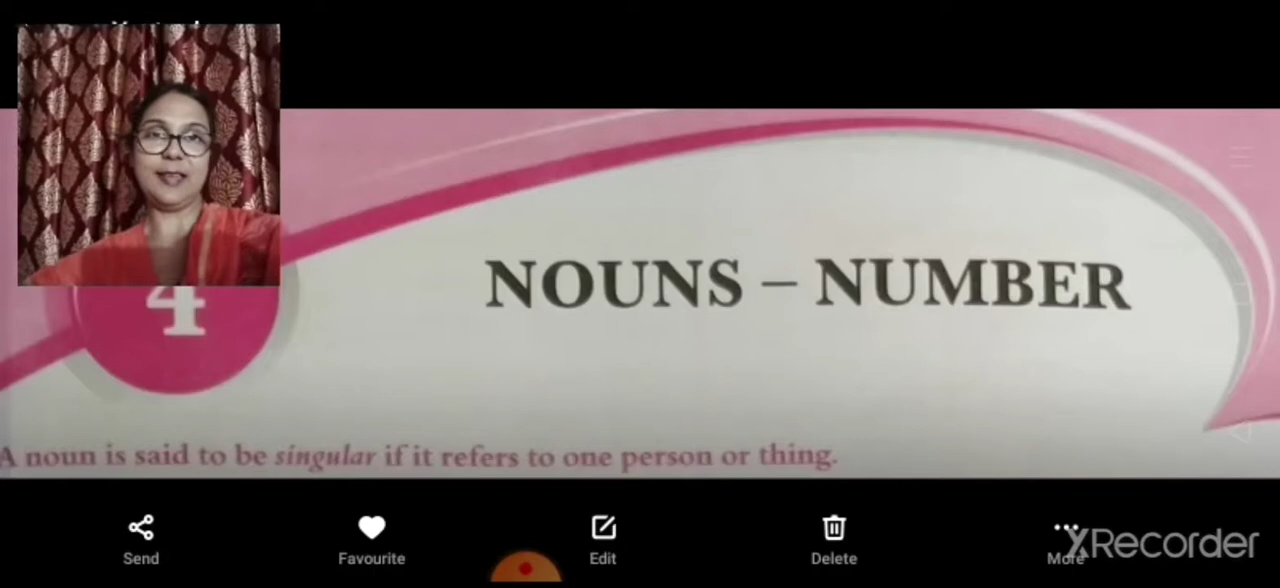 4
NOUNS – NUMBER
A noun is said to be singular if it refers to one person or thing.
Send
Favourite
Edit
Delete
More
XRecorder